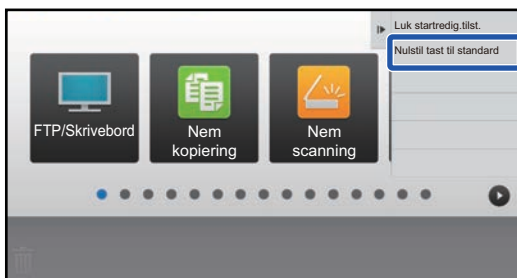 Luk startredig.tilst.
Nulstil tast til standard
FTP/Skrivebord
Nem
kopiering
Nem
scanning